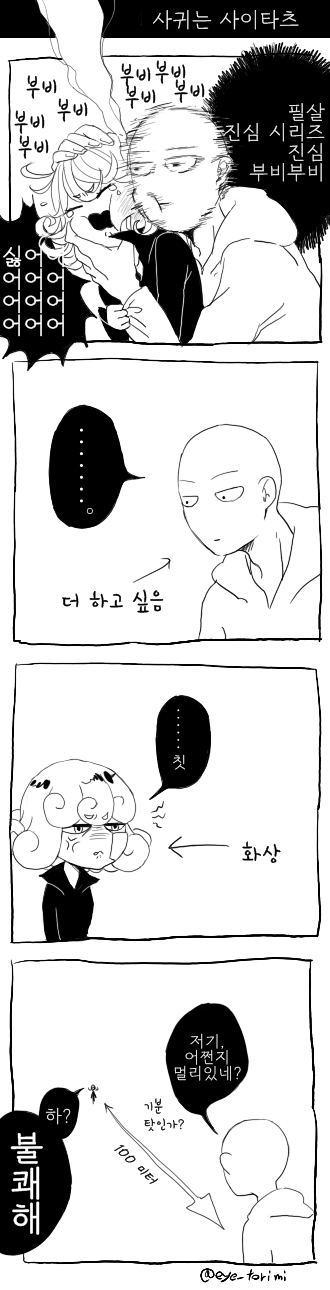 사귀는 사이타츠
부비
부비
부비
부비
부비
부비
부비
부비
필살
진심 시리즈
진심
부비부비
싫어어
어어어
어어어
어어어
·······。
더 하고 싶음
······칫
화상
저기,
어쩐지
멀리있네?
기분
탓인가?
100 미터
하?
불쾌해
@eye-torimi